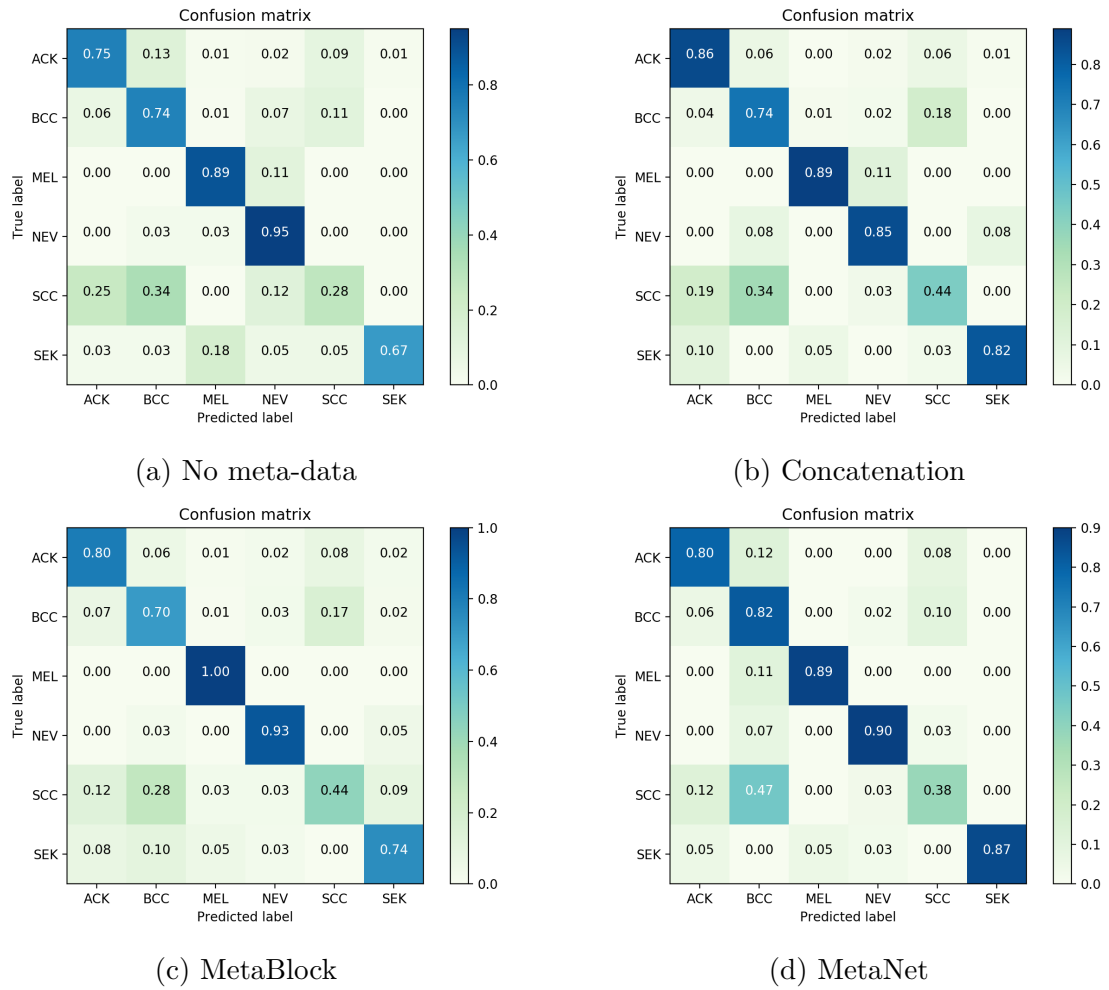 Confusion matrix
ACK 0.75 0.13 0.01 0.02 0.09 0.01
BCC 0.06 0.74 0.01 0.07 0.11 0.00
MEL 0.00 0.00 0.89 0.11 0.00 0.00
NEV 0.00 0.03 0.03 0.95 0.00 0.00
SCC 0.25 0.34 0.00 0.12 0.28 0.00
SEK 0.03 0.03 0.18 0.05 0.05 0.67
ACK BCC MEL NEV SCC SEK
True label
Predicted label
0.8
0.6
0.4
0.2
0.0
(a) No meta-data
Confusion matrix
ACK 0.86 0.06 0.00 0.02 0.06 0.01
BCC 0.04 0.74 0.01 0.02 0.18 0.00
MEL 0.00 0.00 0.89 0.11 0.00 0.00
NEV 0.00 0.08 0.00 0.85 0.00 0.08
SCC 0.19 0.34 0.00 0.03 0.44 0.00
SEK 0.10 0.00 0.05 0.00 0.03 0.82
ACK BCC MEL NEV SCC SEK
True label
Predicted label
0.8
0.7
0.6
0.5
0.4
0.3
0.2
0.1
0.0
(b) Concatenation
Confusion matrix
ACK 0.80 0.06 0.01 0.02 0.08 0.02
BCC 0.07 0.70 0.01 0.03 0.17 0.02
MEL 0.00 0.00 1.00 0.00 0.00 0.00
NEV 0.00 0.03 0.00 0.93 0.00 0.05
SCC 0.12 0.28 0.03 0.03 0.44 0.09
SEK 0.08 0.10 0.05 0.03 0.00 0.74
ACK BCC MEL NEV SCC SEK
True label
Predicted label
1.0
0.8
0.6
0.4
0.2
0.0
(c) MetaBlock
Confusion matrix
ACK 0.80 0.12 0.00 0.00 0.08 0.00
BCC 0.06 0.82 0.00 0.02 0.10 0.00
MEL 0.00 0.11 0.89 0.00 0.00 0.00
NEV 0.00 0.07 0.00 0.90 0.03 0.00
SCC 0.12 0.47 0.00 0.03 0.38 0.00
SEK 0.05 0.00 0.05 0.03 0.00 0.87
ACK BCC MEL NEV SCC SEK
True label
Predicted label
0.9
0.8
0.7
0.6
0.5
0.4
0.3
0.2
0.1
0.0
(d) MetaNet